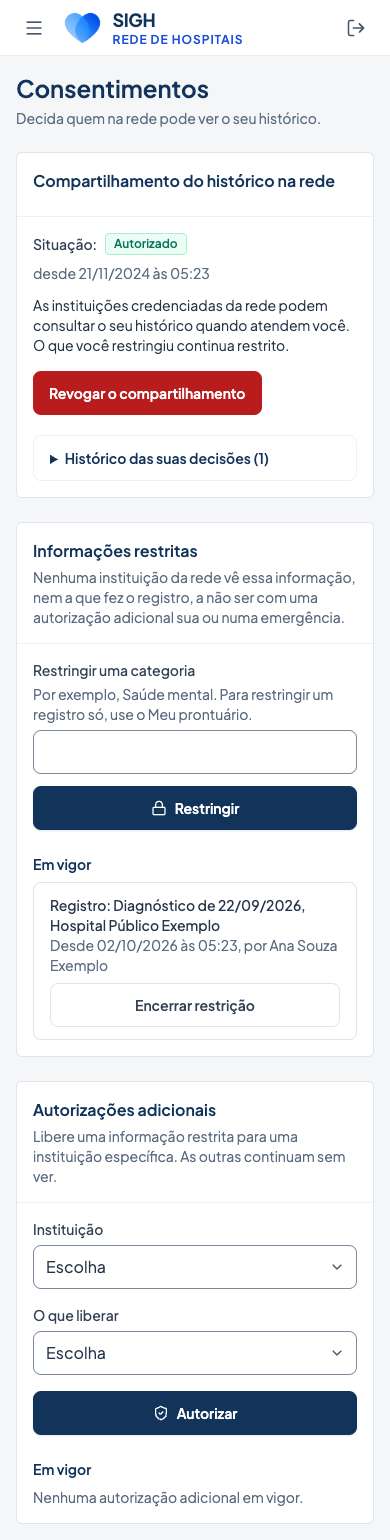 SIGH
REDE DE HOSPITAIS
Consentimentos
Decida quem na rede pode ver o seu histórico.
Compartilhamento do histórico na rede
Situação: Autorizado
desde 21/11/2024 às 05:23
As instituições credenciadas da rede podem
consultar o seu histórico quando atendem você.
O que você restringiu continua restrito.
Revogar o compartilhamento
Histórico das suas decisões (1)
Informações restritas
Nenhuma instituição da rede vê essa informação,
nem a que fez o registro, a não ser com uma
autorização adicional sua ou numa emergência.
Restringir uma categoria
Por exemplo, Saúde mental. Para restringir um
registro só, use o Meu prontuário.
Restringir
Em vigor
Registro: Diagnóstico de 22/09/2026,
Hospital Público Exemplo
Desde 02/10/2026 às 05:23, por Ana Souza
Exemplo
Encerrar restrição
Autorizações adicionais
Libere uma informação restrita para uma
instituição específica. As outras continuam sem
ver.
Instituição
Escolha
O que liberar
Escolha
Autorizar
Em vigor
Nenhuma autorização adicional em vigor.